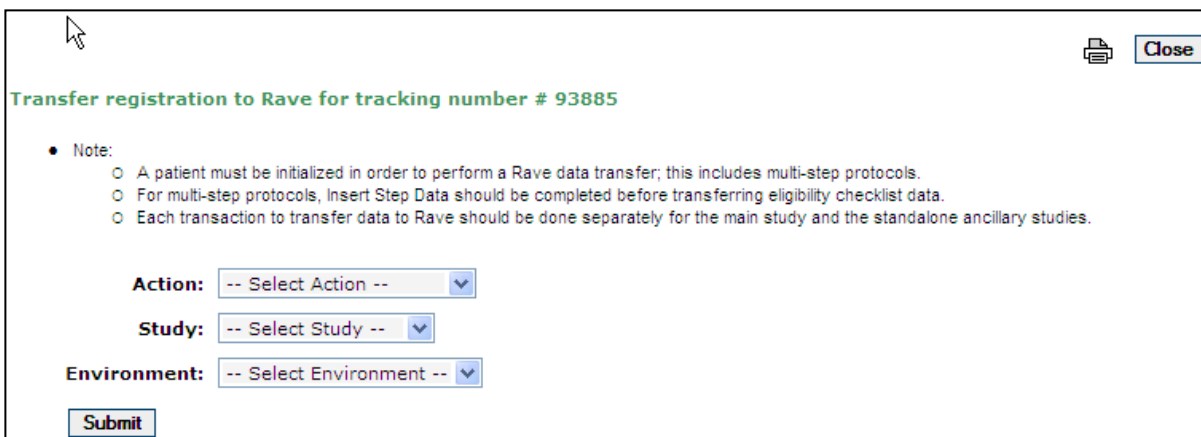 Close
Transfer registration to Rave for tracking number # 93885
Note:
A patient must be initialized in order to perform a Rave data transfer; this includes multi-step protocols.
For multi-step protocols, Insert Step Data should be completed before transferring eligibility checklist data.
Each transaction to transfer data to Rave should be done separately for the main study and the standalone ancillary studies.
Action: -- Select Action --
Study: -- Select Study --
Environment: -- Select Environment --
Submit